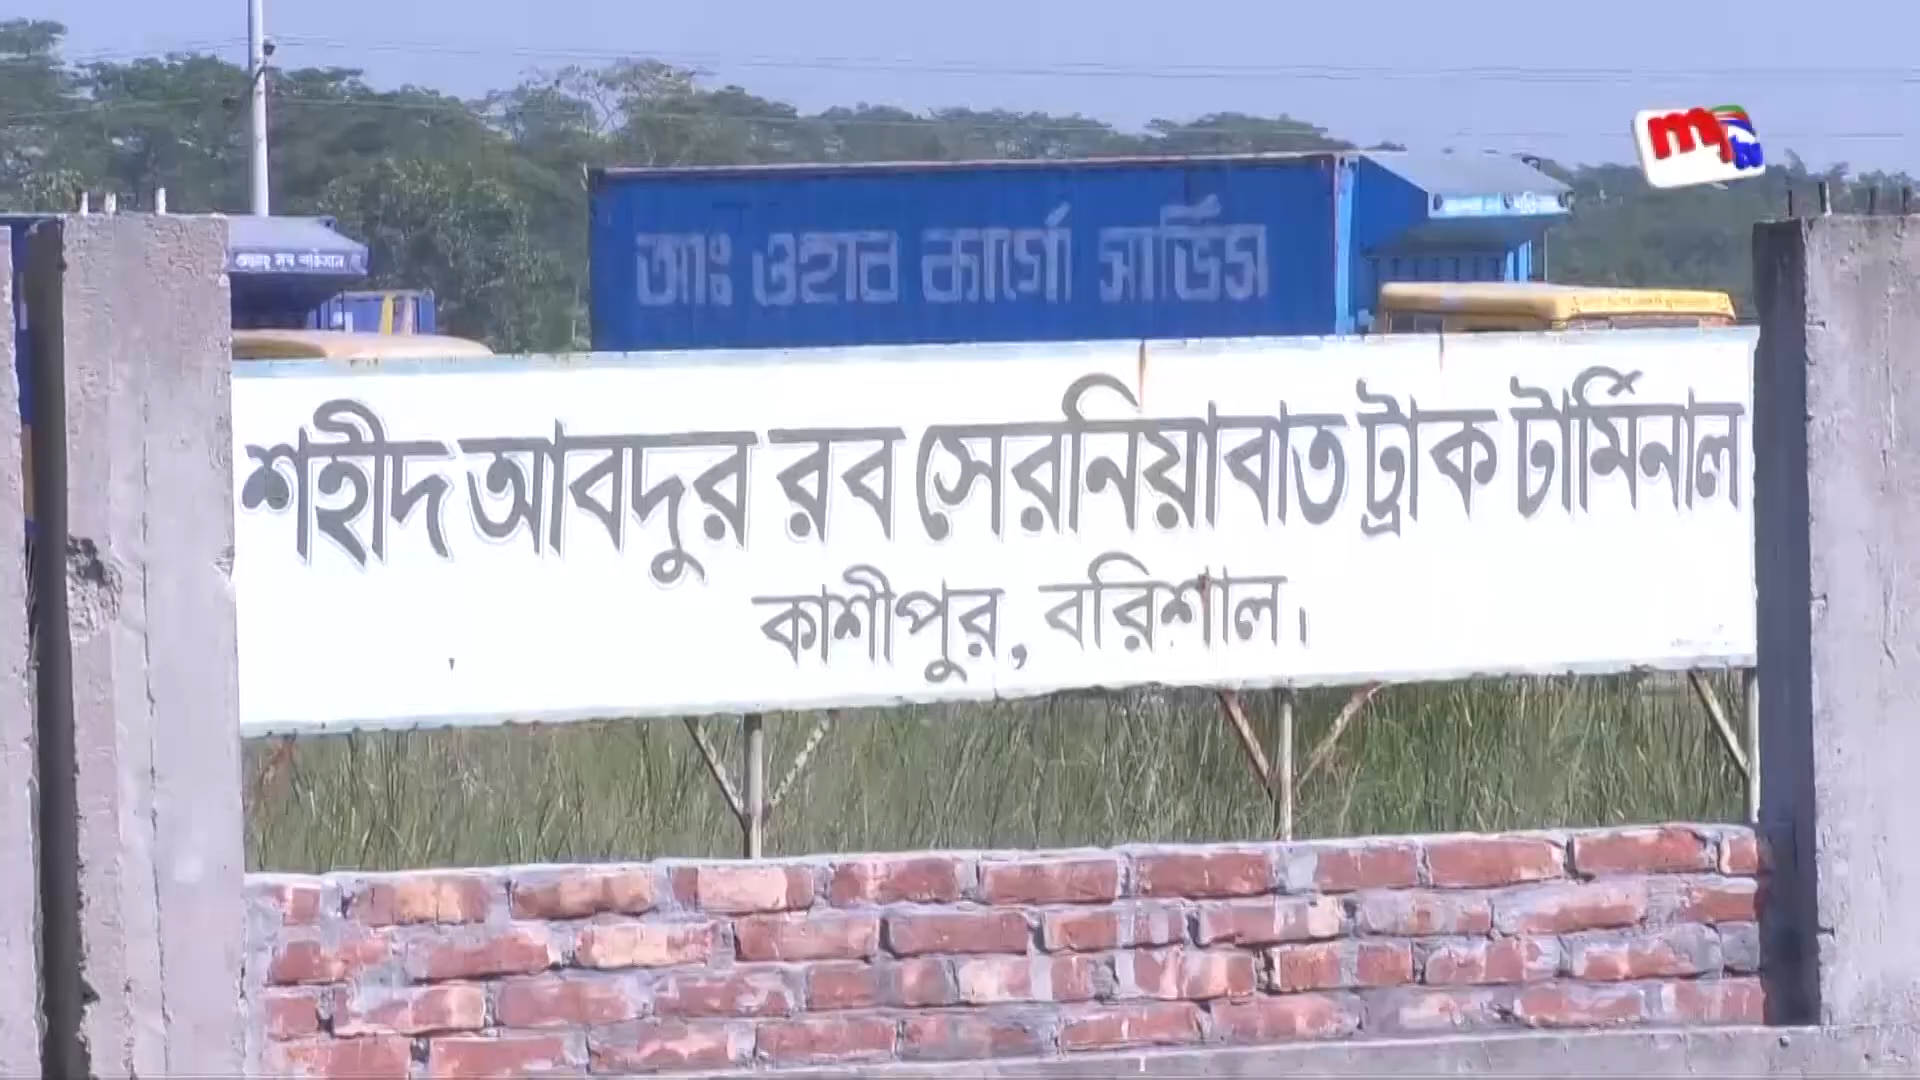 আঃ ওহাব কার্গো সার্ভিস
শহীদ আবদুর রব সেরনিয়াবাত ট্রাক টার্মিনাল
কাশীপুর, বরিশাল।